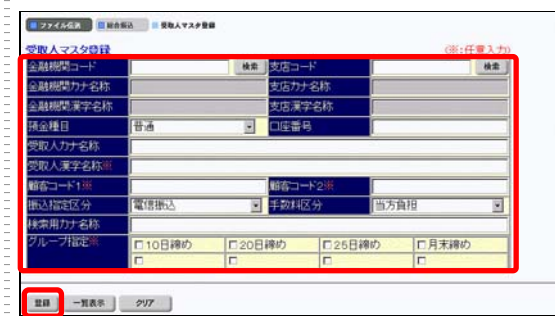 ファイル伝送 総合振込 受取人マスタ登録
受取人マスタ登録 (※:任意入力)
金融機関コード 検索 支店コード 検索
金融機関カナ名称 支店カナ名称
金融機関漢字名称 支店漢字名称
預金種目 普通 口座番号
受取人カナ名称
受取人漢字名称※
顧客コード1※ 顧客コード2※
振込指定区分 電信振込 手数料区分 当方負担
検索用カナ名称
グループ指定※ 10日締め 20日締め 25日締め 月末締め
登録 一覧表示 クリア